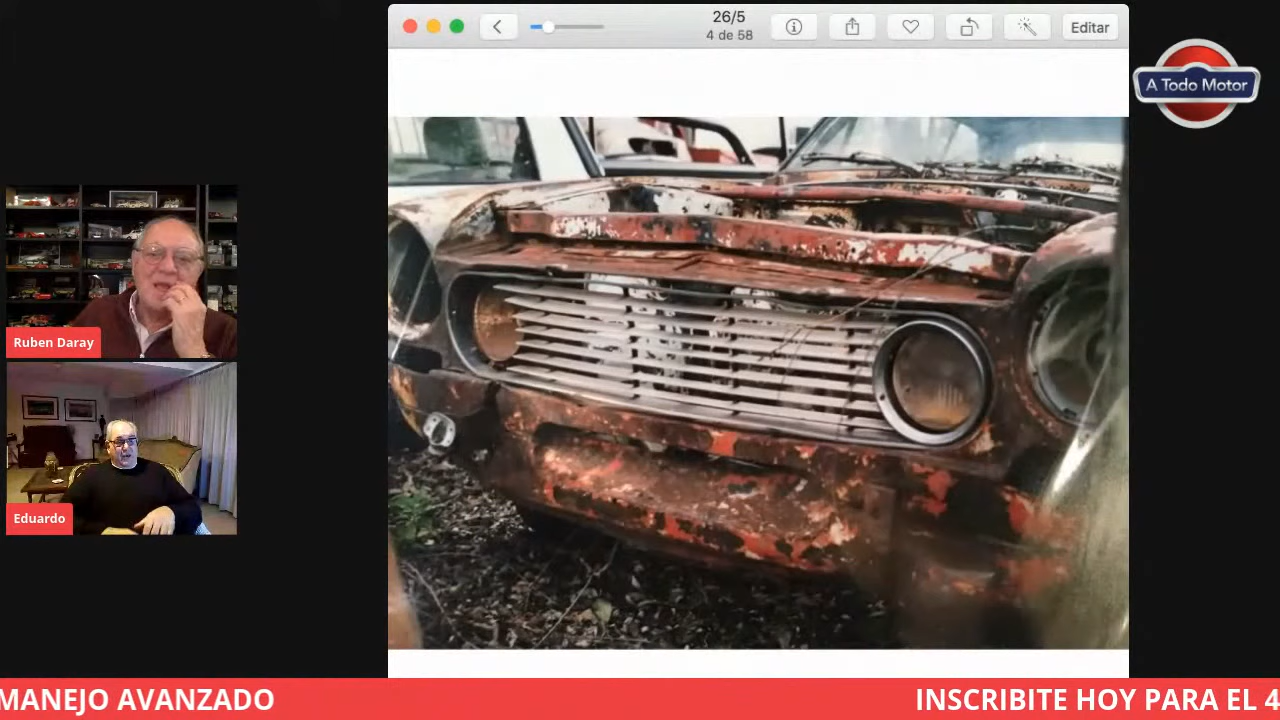 26/5
4 de 58
Editar
A Todo Motor
Ruben Daray
Eduardo
MANEJO AVANZADO
INSCRIBITE HOY PARA EL 4